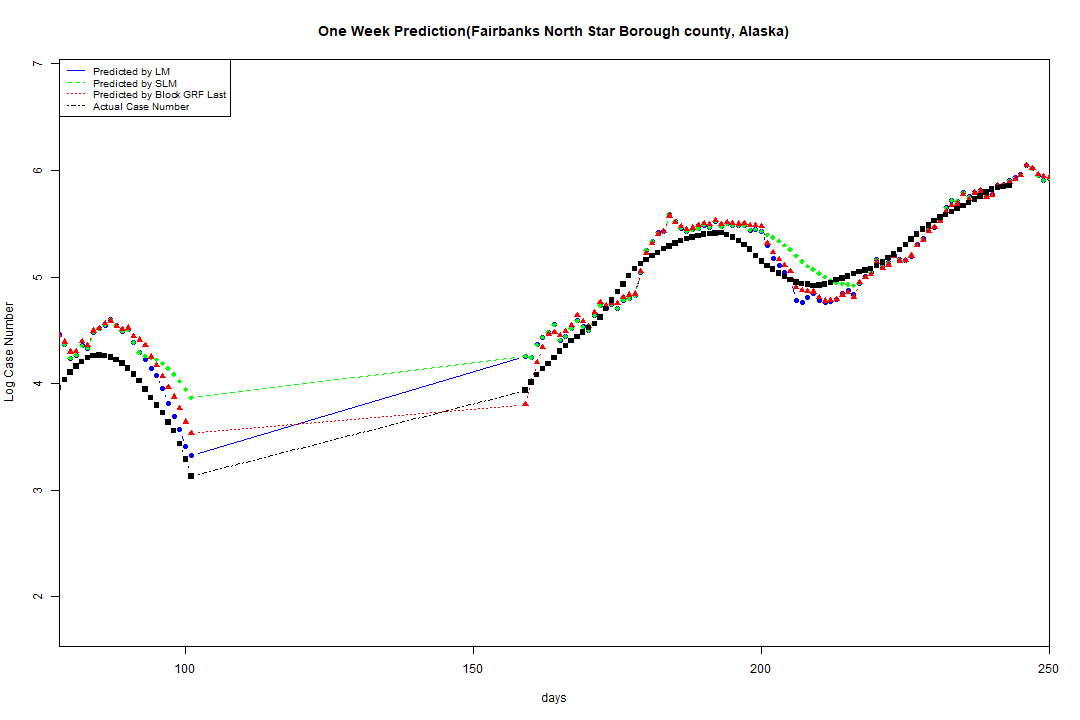 One Week Prediction(Fairbanks North Star Borough county, Alaska)
Predicted by LM
Predicted by SLM
Predicted by Block GRF Last
Actual Case Number
Log Case Number
7
6
5
4
3
2
100
150
200
250
days